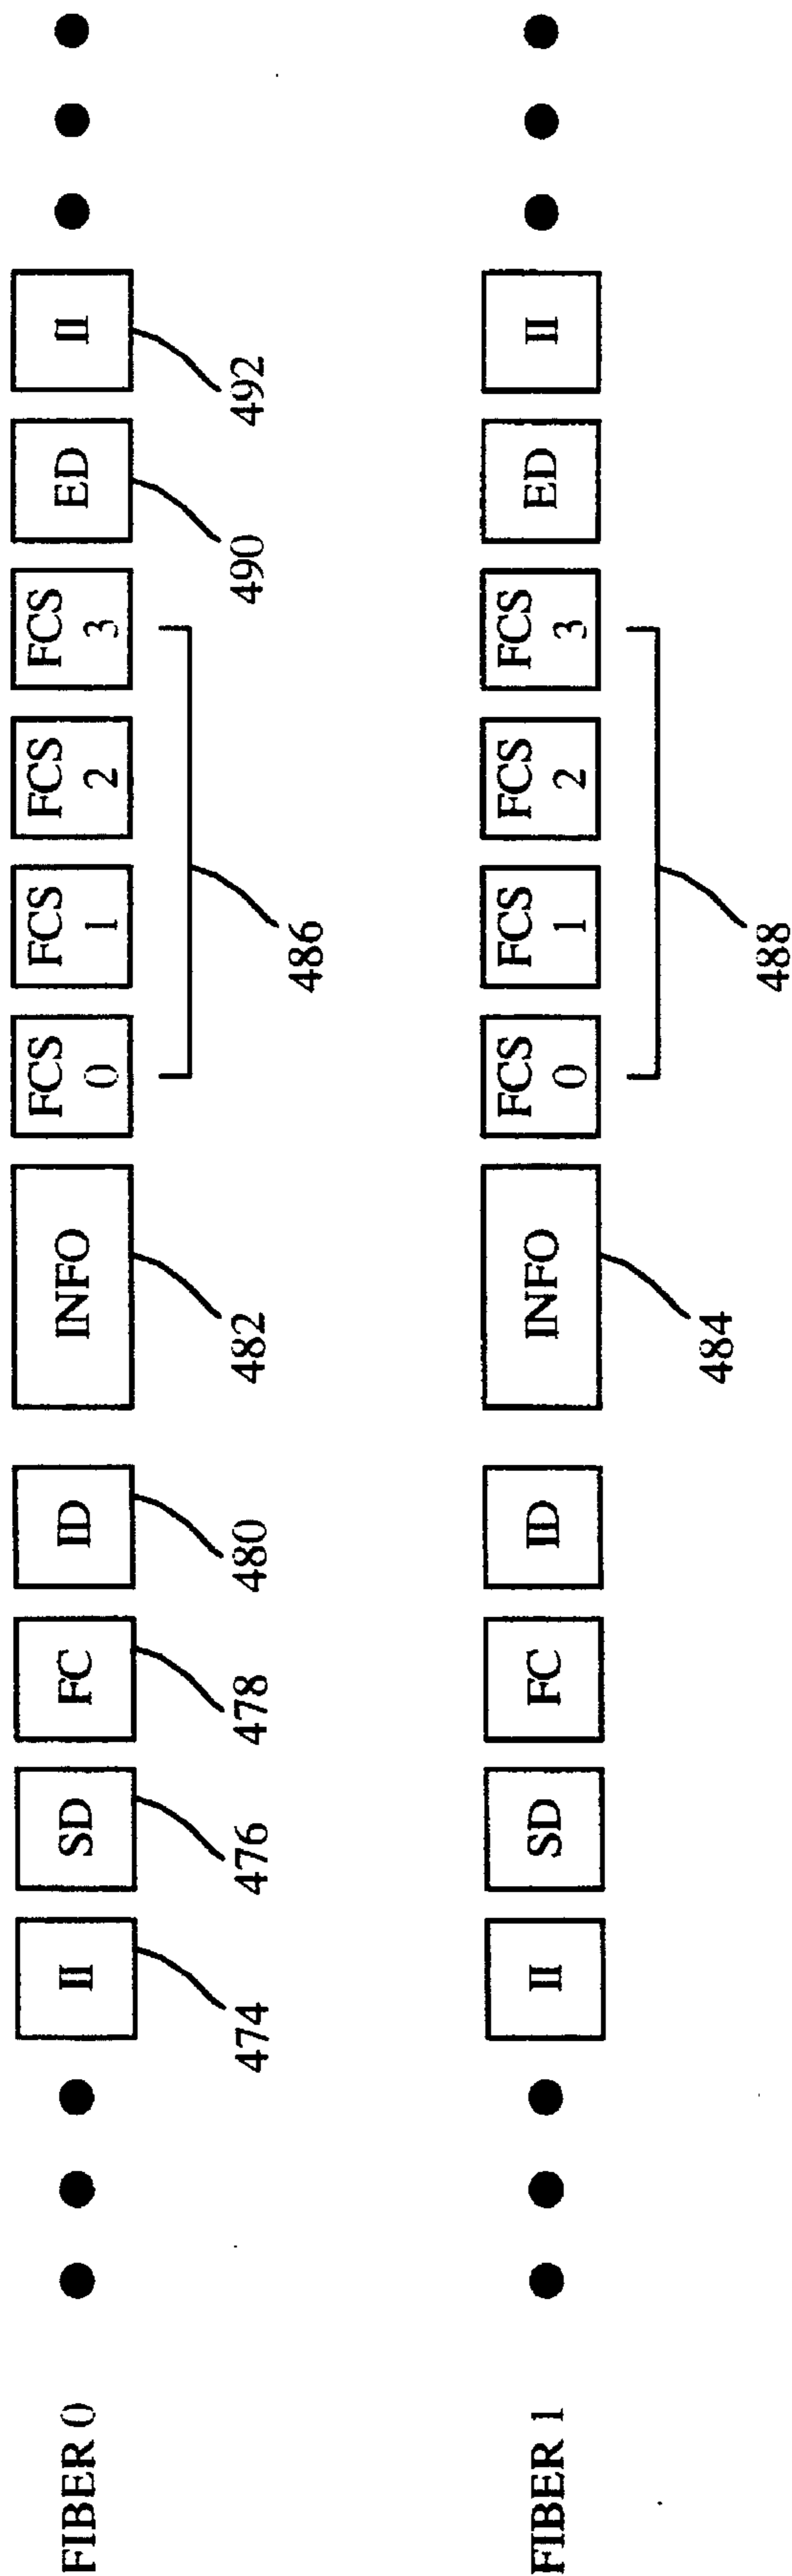 FIBER 0
II
SD
FC
ID
INFO
FCS
0
FCS
1
FCS
2
FCS
3
ED
II
474
476
478
480
482
486
490
492
FIBER 1
II
SD
FC
ID
INFO
FCS
0
FCS
1
FCS
2
FCS
3
ED
II
484
488